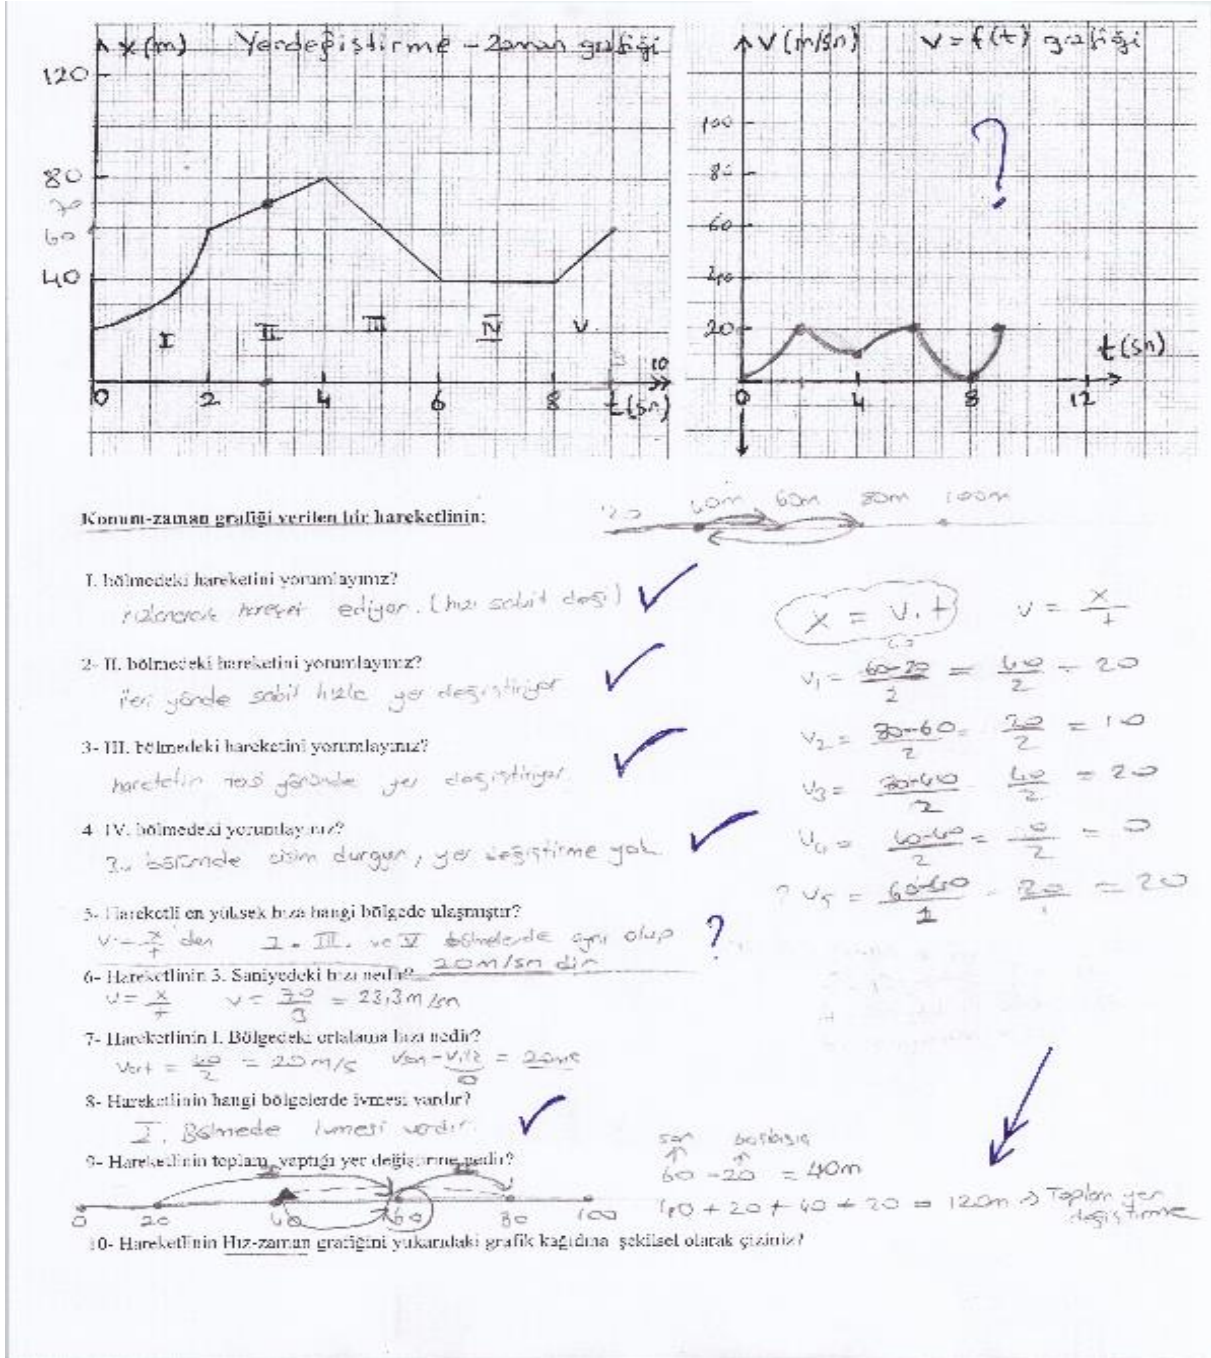 x(m) Yerdeğiştirme - Zaman grafiği
120
80
70
60
40
I II III IV V
0 2 4 6 8
t(sn)
V(m/sn) v = f(t) grafiği
100
80
60
40
20
0 4 8 12
t(sn)
?
Konum-zaman grafiği verilen bir hareketlinin:
20 40m 60m 80m 100m
I. bölmedeki hareketini yorumlayınız?
hızlanarak hareket ediyor. (hızı sabit değil)
2- II. bölmedeki hareketini yorumlayınız?
ileri yönde sabit hızla yer değiştiriyor
3- III. bölmedeki hareketini yorumlayınız?
hareketin ters yönünde yer değiştiriyor.
4- IV. bölmedeki yorumlayınız?
Bu bölümde cisim durgun, yer değiştirme yok
5- Hareketli en yüksek hıza hangi bölgede ulaşmıştır?
V = x/t den I. III. ve V bölmelerde aynı olup ?
20m/sn dir
6- Hareketlinin 3. Saniyedeki hızı nedir?
v = x/t v = 70/3 = 23,3m/sn
7- Hareketlinin I. Bölgedeki ortalama hızı nedir?
Vort = 40/2 = 20m/s
8- Hareketlinin hangi bölgelerde ivmesi vardır?
I. Bölmede ivmesi vardır.
9- Hareketlinin toplam yaptığı yer değiştirme nedir?
0 20 40 60 80 100
10- Hareketlinin Hız-zaman grafiğini yukarıdaki grafik kağıdına şekilsel olarak çiziniz?
x = v.t v = x/t
V1 = 60-20/2 = 40/2 = 20
V2 = 80-60/2 = 20/2 = 10
V3 = 80-40/2 40/2 = 20
V4 = 40-40/2 = 0/2 = 0
? V5 = 60-40/1 = 20/1 = 20
son
60 - 20 = 40m
40 + 20 + 40 + 20 = 120m → Toplam yer
değiştirme